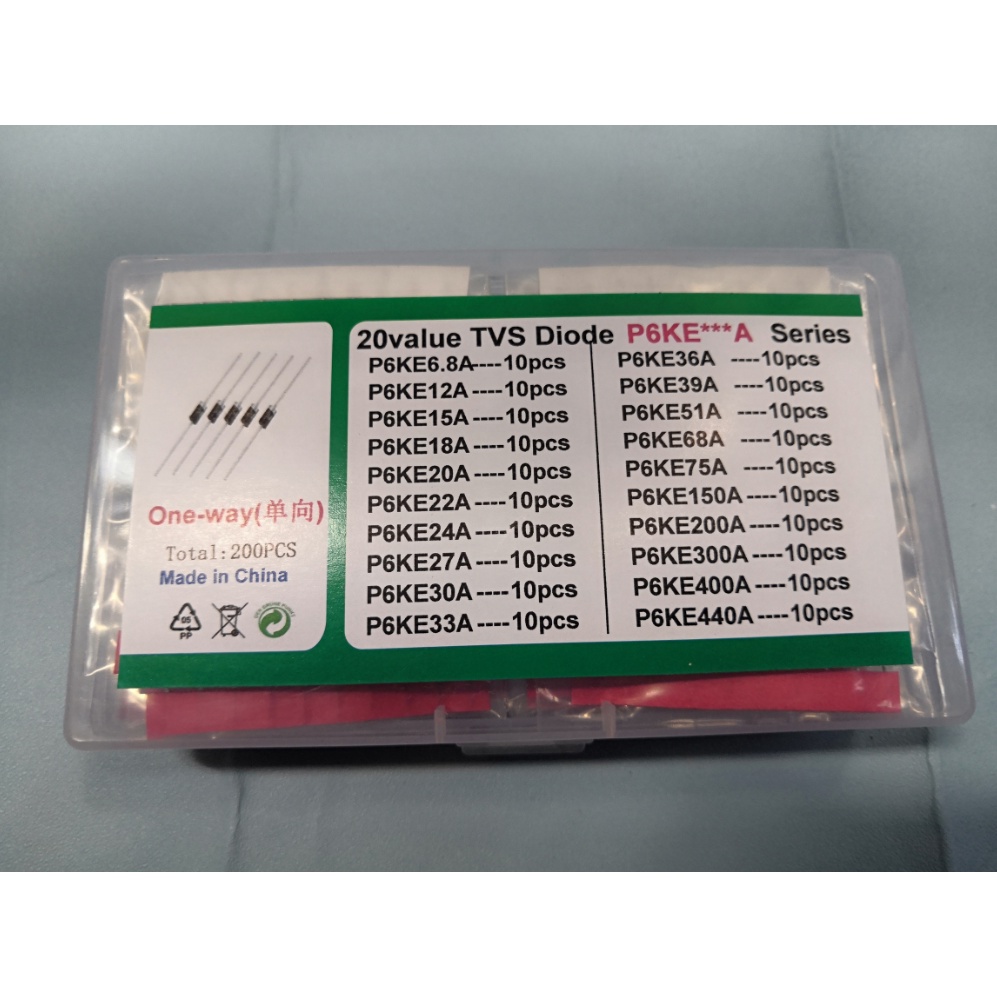 20value TVS Diode P6KE***A Series
P6KE6.8A----10pcs
P6KE12A----10pcs
P6KE15A----10pcs
P6KE18A----10pcs
P6KE20A----10pcs
P6KE22A----10pcs
P6KE24A----10pcs
P6KE27A----10pcs
P6KE30A----10pcs
P6KE33A----10pcs
P6KE36A ----10pcs
P6KE39A ----10pcs
P6KE51A ----10pcs
P6KE68A ----10pcs
P6KE75A ----10pcs
P6KE150A----10pcs
P6KE200A----10pcs
P6KE300A----10pcs
P6KE400A----10pcs
P6KE440A----10pcs
One-way(单向)
Total:200PCS
Made in China
05
PP